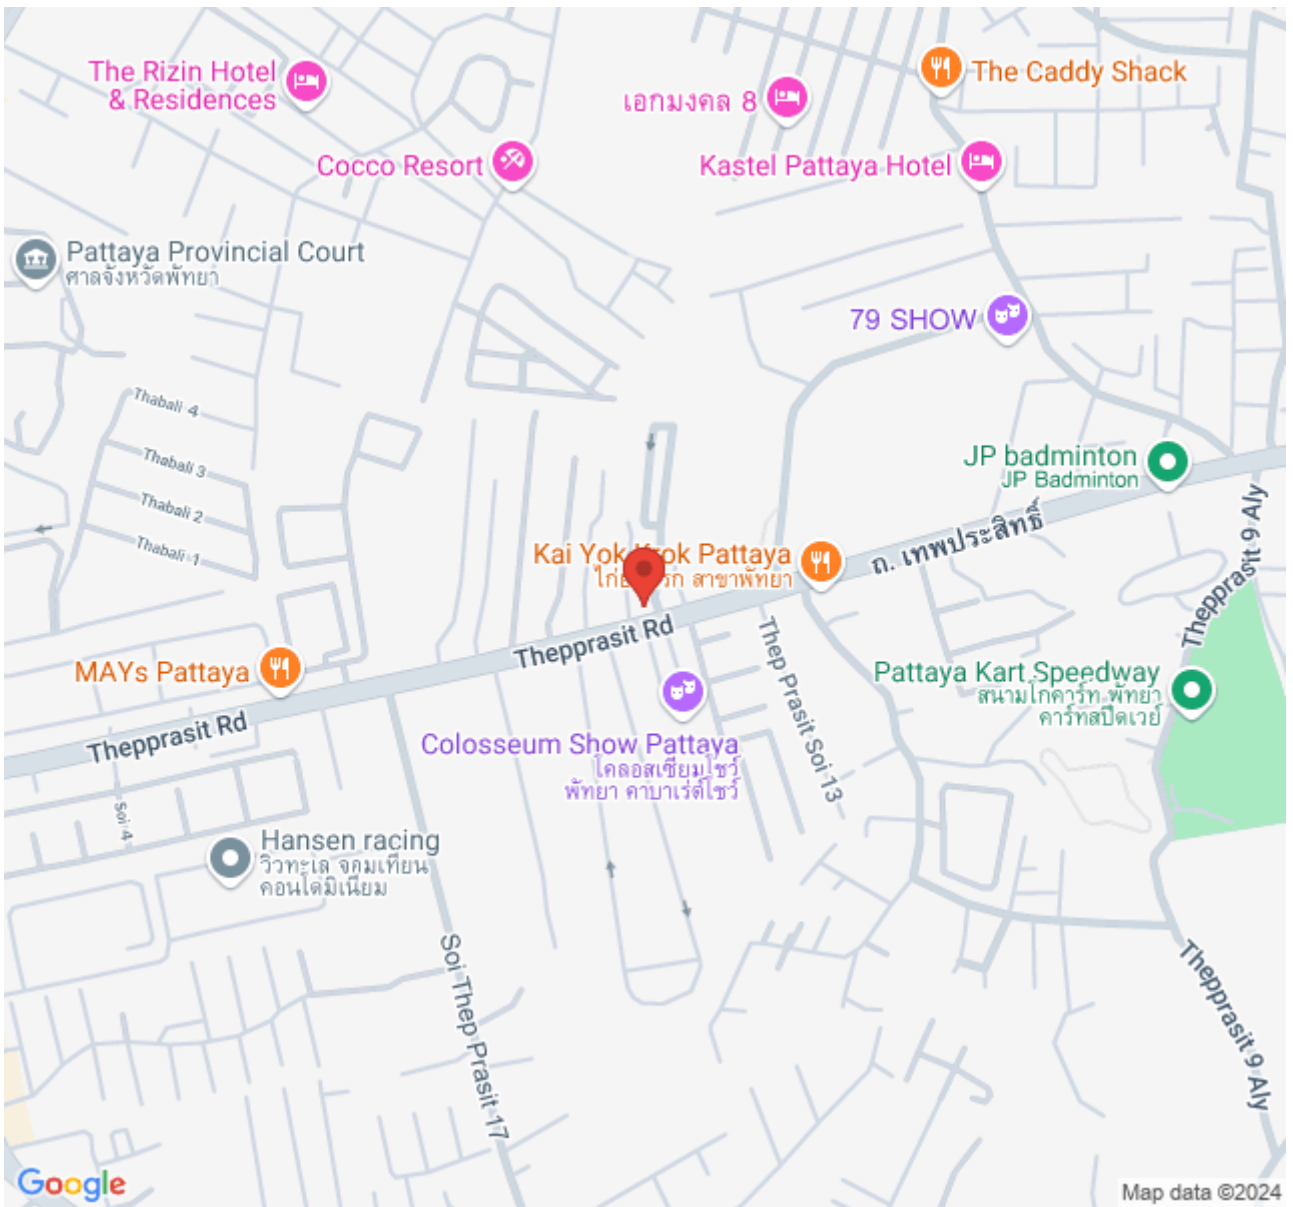 The Rizin Hotel
& Residences
เอกมงคล 8
The Caddy Shack
Cocco Resort
Kastel Pattaya Hotel
Pattaya Provincial Court
ศาลจังหวัดพัทยา
79 SHOW
Thabali 4
Thabali 3
Thabali 2
Thabali 1
JP badminton
JP Badminton
Thepprasit 9 Aly
ถ. เทพประสิทธิ์
Kai Yok Krok Pattaya
สาขาพัทยา
Thepprasit Rd
Thep Prasit Soi 13
MAYs Pattaya
Pattaya Kart Speedway
สนามโกคาร์ท พัทยา
คาร์ทสปีดเวย์
Thepprasit Rd
Colosseum Show Pattaya
โคลอสเซียมโชว์
พัทยา คาบาเร่ต์โชว์
Soi 4
Hansen racing
วิวทะเล จอมเทียน
คอนโดมิเนียม
Soi Thep Prasit 17
Thepprasit 9 Aly
Google
Map data ©2024